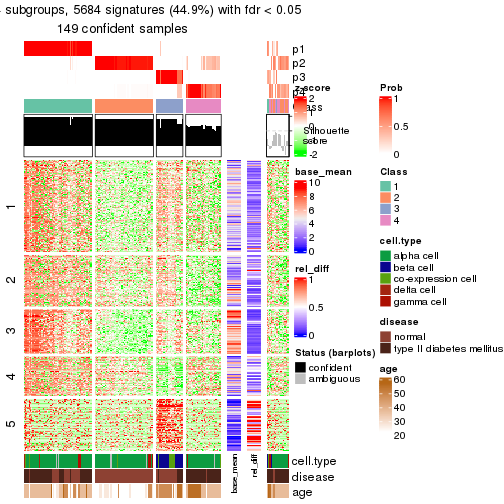 subgroups, 5684 signatures (44.9%) with fdr < 0.05
149 confident samples
p1
p2
p3
p4
Class
Silhouette
score
1
2
3
4
5
cell.type
disease
age
base_mean
rel_diff
z-score
2
1
0
-1
-2
base_mean
10
8
6
4
2
0
rel_diff
1
0.5
0
Status (barplots)
confident
ambiguous
Prob
1
0.5
0
Class
1
2
3
4
cell.type
alpha cell
beta cell
co-expression cell
delta cell
gamma cell
disease
normal
type II diabetes mellitus
age
60
50
40
30
20